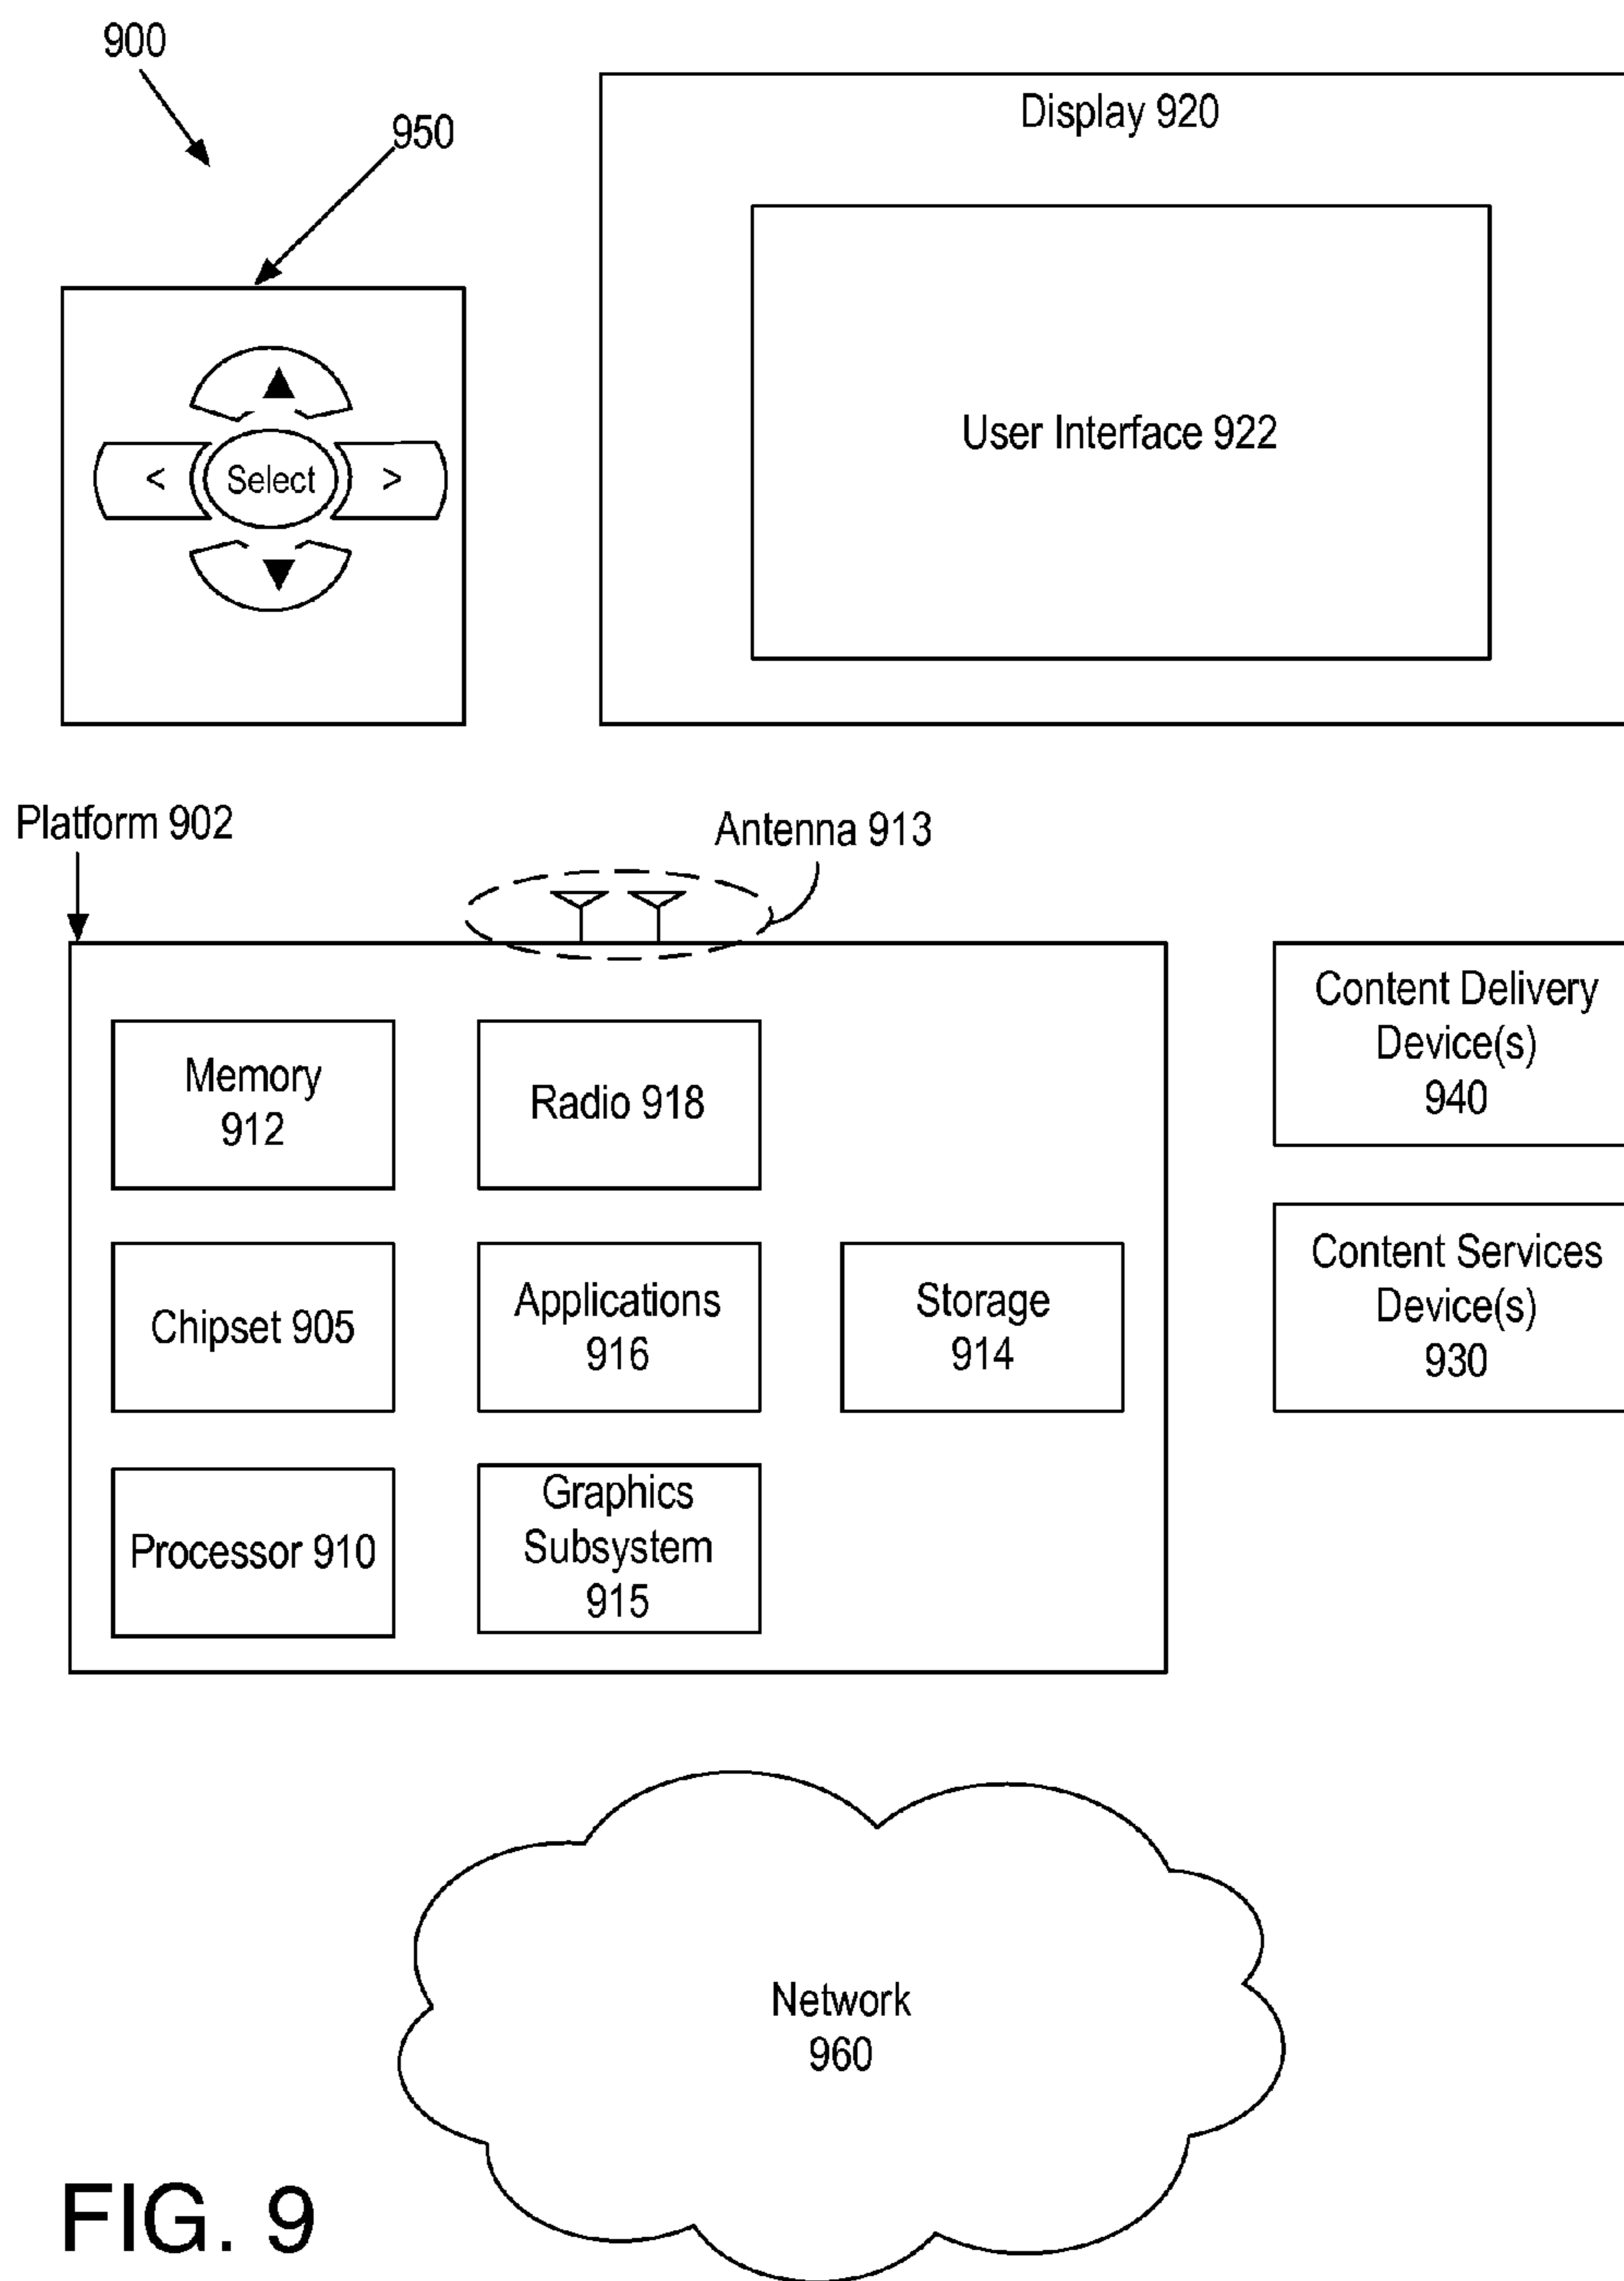 900
950
Display 920
User Interface 922
<
Select
>
Platform 902
Antenna 913
Memory
912
Radio 918
Chipset 905
Applications
916
Storage
914
Processor 910
Graphics
Subsystem
915
Content Delivery
Device(s)
940
Content Services
Device(s)
930
Network
960
FIG. 9